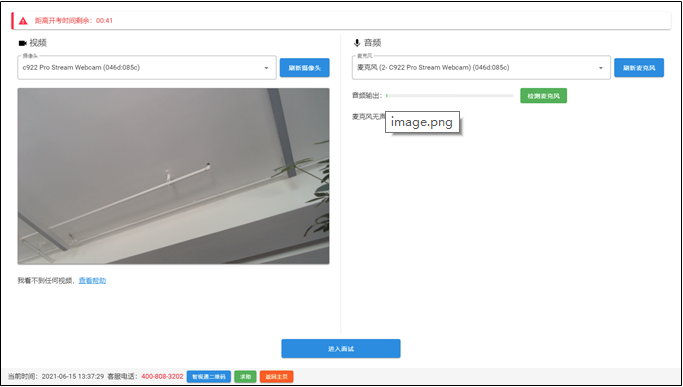 距离开考时间剩余：00:41
视频
摄像头
c922 Pro Stream Webcam (046d:085c)
刷新摄像头
我看不到任何视频，查看帮助
音频
麦克风
麦克风 (2- C922 Pro Stream Webcam) (046d:085c)
刷新麦克风
音频输出：
检测麦克风
麦克风无声
image.png
进入面试
当前时间：2021-06-15 13:37:29 客服电话：400-808-3202 智视通二维码 求助 返回主页